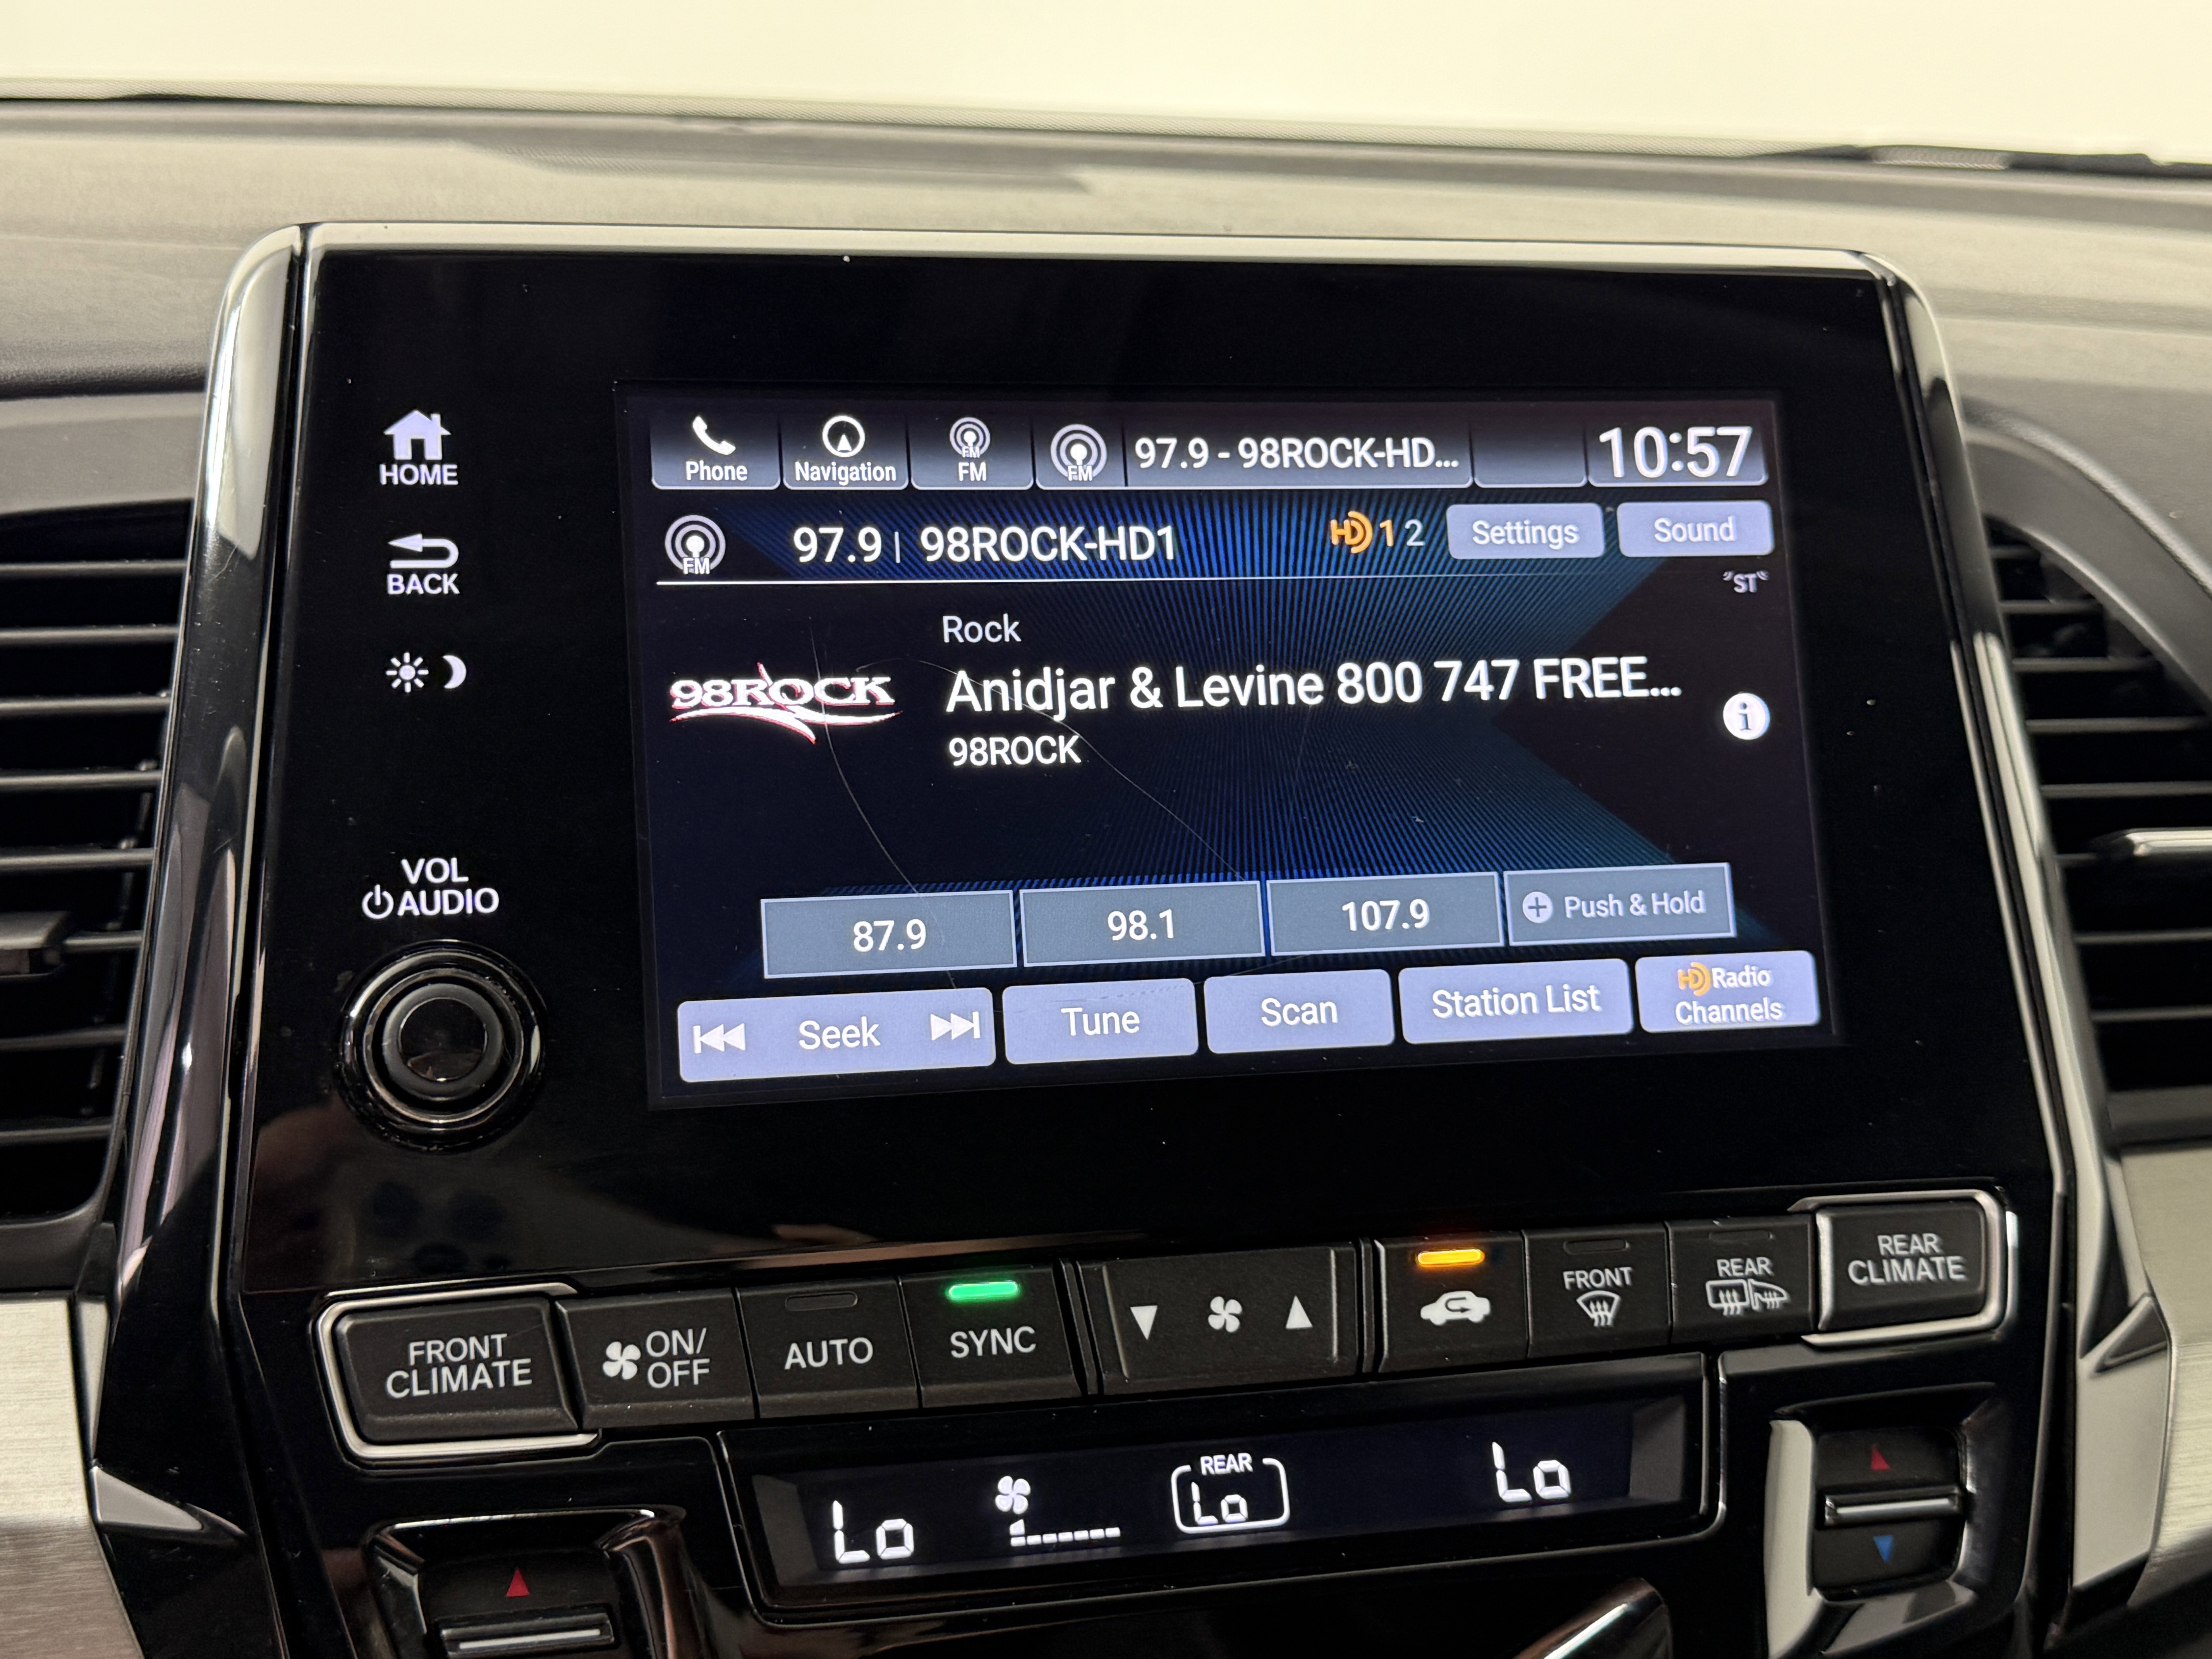 Phone
Navigation
FM
FM
FM
97.9 - 98ROCK-HD...
10:57
HOME
FM
97.9 | 98ROCK-HD1
HD 1 2
Settings
Sound
BACK
"ST"
Rock
98ROCK
Anidjar & Levine 800 747 FREE...
i
98ROCK
VOL
AUDIO
87.9
98.1
107.9
+ Push & Hold
Seek
Tune
Scan
Station List
HD Radio
Channels
FRONT
CLIMATE
ON/
OFF
AUTO
SYNC
FRONT
REAR
REAR
CLIMATE
Lo
REAR
Lo
Lo